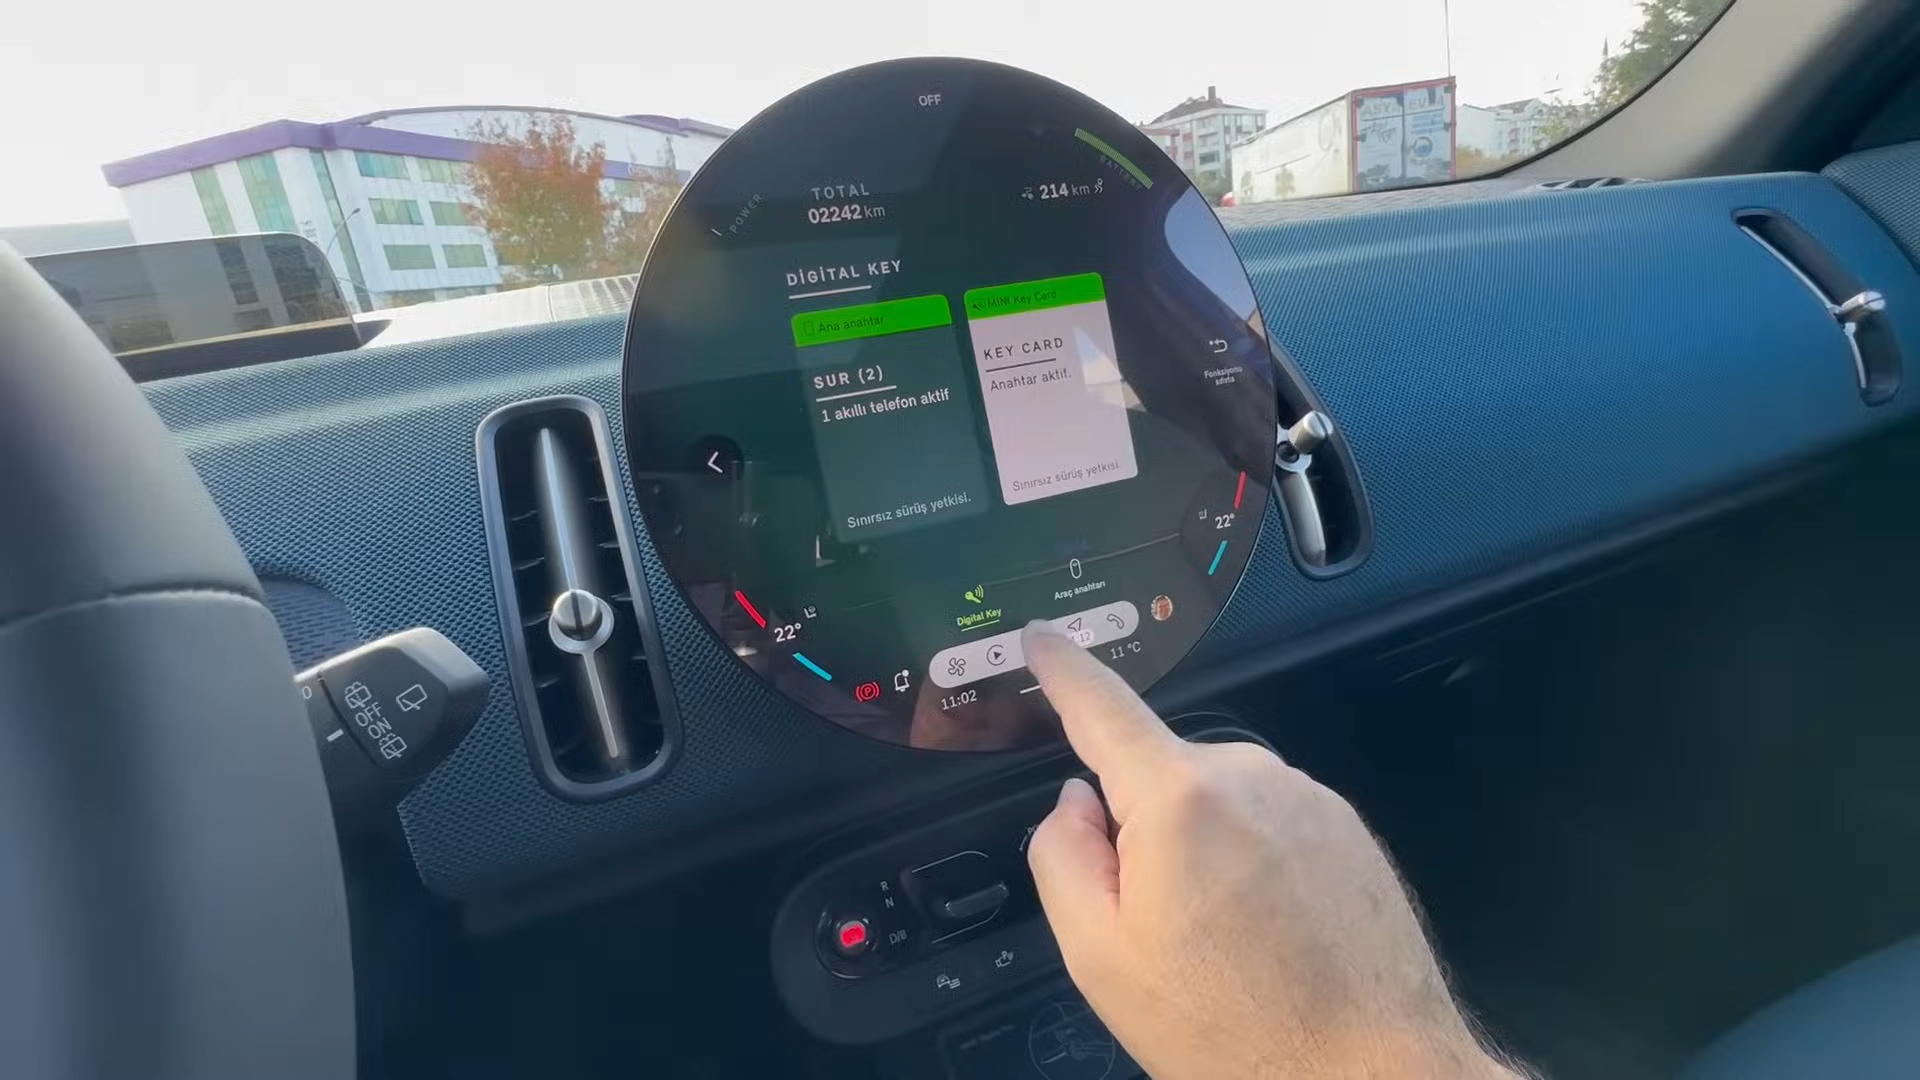 OFF
POWER
TOTAL
02242 km
214 km
BATTERY
DİGİTAL KEY
Ana anahtar
SUR (2)
1 akıllı telefon aktif
Sınırsız sürüş yetkisi.
MINI Key Card
KEY CARD
Anahtar aktif.
Sınırsız sürüş yetkisi.
Fonksiyonu
sıfırla
22°
22°
Digital Key
Araç anahtarı
11:02
11 °C
P
OFF
ON
R
N
D/B